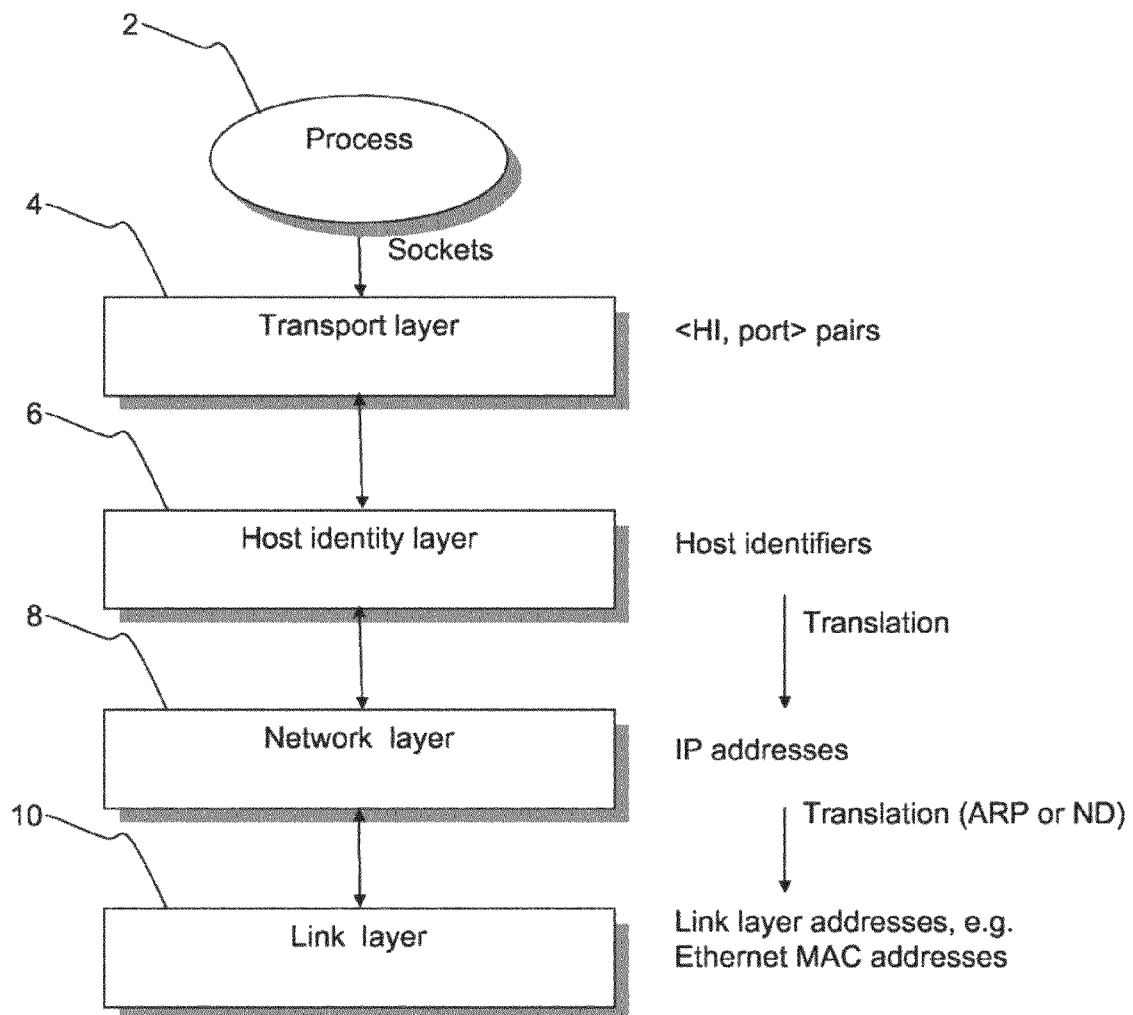 2
Process
4
Sockets
Transport layer
<HI, port> pairs
6
Host identity layer
Host identifiers
8
Translation
Network layer
IP addresses
10
Translation (ARP or ND)
Link layer
Link layer addresses, e.g.
Ethernet MAC addresses